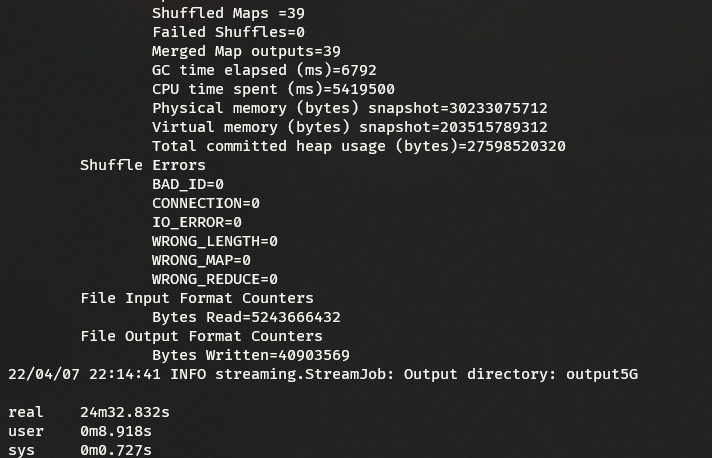 Shuffled Maps =39
Failed Shuffles=0
Merged Map outputs=39
GC time elapsed (ms)=6792
CPU time spent (ms)=5419500
Physical memory (bytes) snapshot=30233075712
Virtual memory (bytes) snapshot=203515789312
Total committed heap usage (bytes)=27598520320
Shuffle Errors
BAD_ID=0
CONNECTION=0
IO_ERROR=0
WRONG_LENGTH=0
WRONG_MAP=0
WRONG_REDUCE=0
File Input Format Counters
Bytes Read=5243666432
File Output Format Counters
Bytes Written=40903569
22/04/07 22:14:41 INFO streaming.StreamJob: Output directory: output5G
real 24m32.832s
user 0m8.918s
sys 0m0.727s